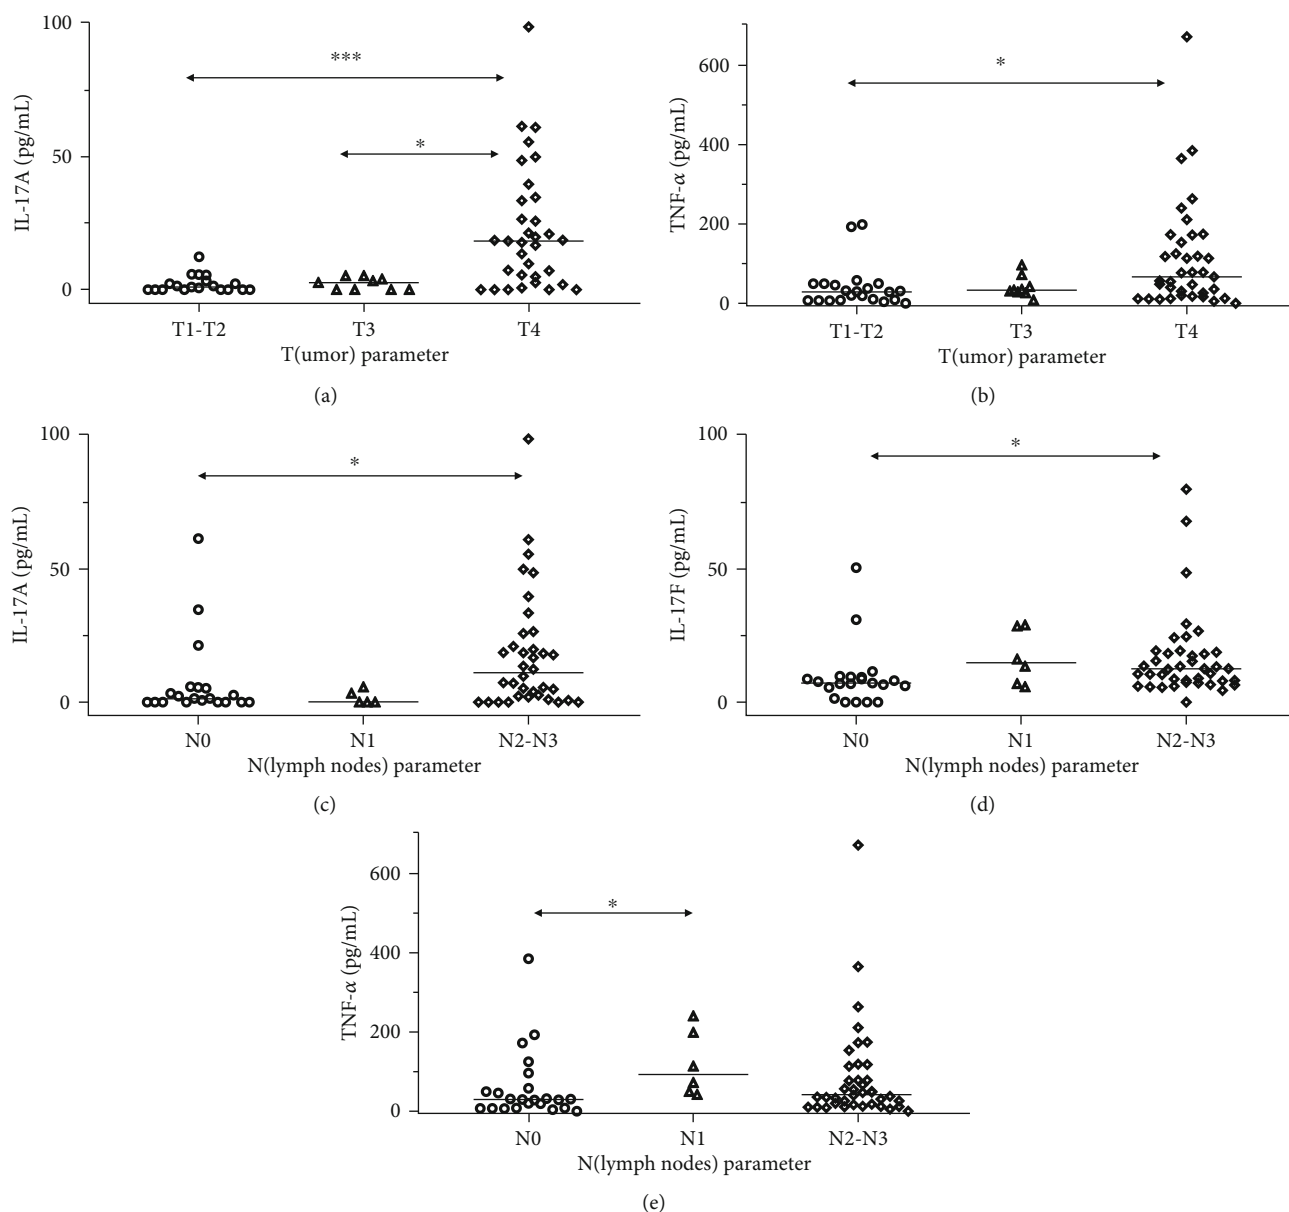 100
50
0
IL-17A (pg/mL)
***
*
T1-T2
T3
T4
T(umor) parameter
(a)
600
400
200
0
TNF-α (pg/mL)
*
T1-T2
T3
T4
T(umor) parameter
(b)
100
50
0
IL-17A (pg/mL)
*
N0
N1
N2-N3
N(lymph nodes) parameter
(c)
100
50
0
IL-17F (pg/mL)
*
N0
N1
N2-N3
N(lymph nodes) parameter
(d)
600
400
200
0
TNF-α (pg/mL)
*
N0
N1
N2-N3
N(lymph nodes) parameter
(e)